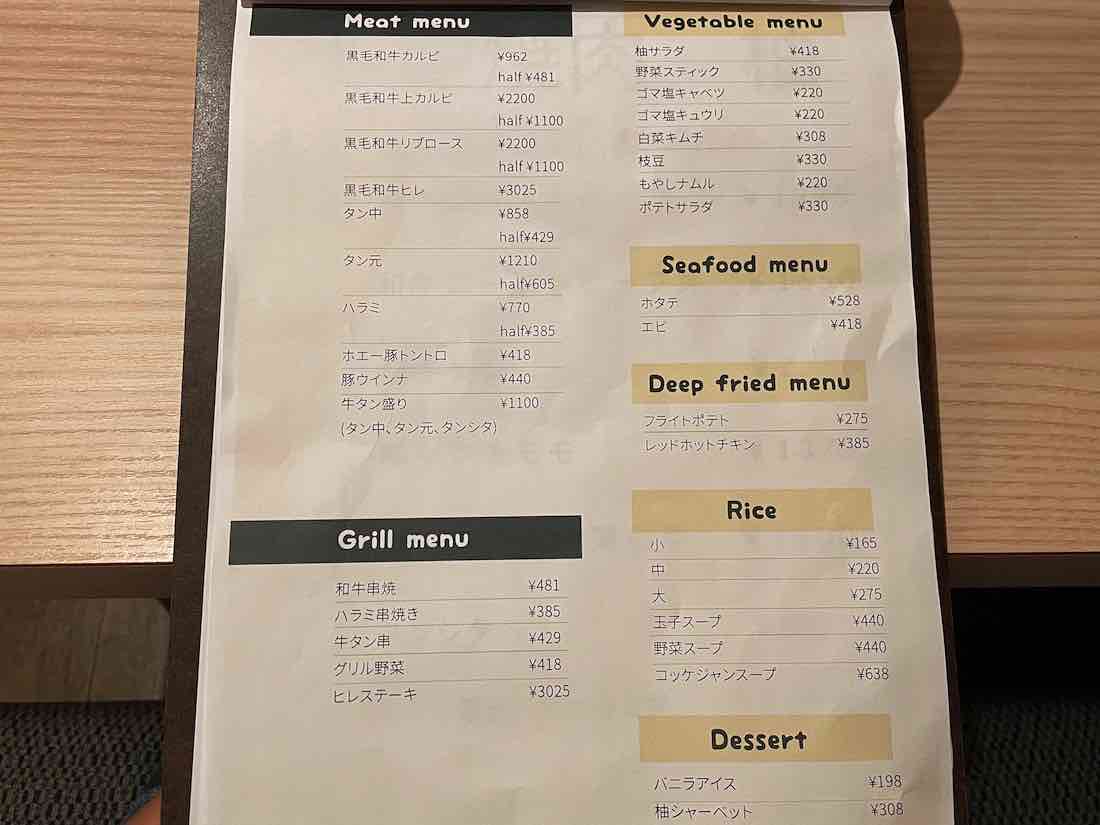 Meat menu
黒毛和牛カルビ ¥962
half ¥481
黒毛和牛上カルビ ¥2200
half ¥1100
黒毛和牛リブロース ¥2200
half ¥1100
黒毛和牛ヒレ ¥3025
タン中 ¥858
half¥429
タン元 ¥1210
half¥605
ハラミ ¥770
half¥385
ホエー豚トントロ ¥418
豚ウインナ ¥440
牛タン盛り ¥1100
(タン中、タン元、タンシタ)
Grill menu
和牛串焼 ¥481
ハラミ串焼き ¥385
牛タン串 ¥429
グリル野菜 ¥418
ヒレステーキ ¥3025
Vegetable menu
柚サラダ ¥418
野菜スティック ¥330
ゴマ塩キャベツ ¥220
ゴマ塩キュウリ ¥220
白菜キムチ ¥308
枝豆 ¥330
もやしナムル ¥220
ポテトサラダ ¥330
Seafood menu
ホタテ ¥528
エビ ¥418
Deep fried menu
フライトポテト ¥275
レッドホットチキン ¥385
Rice
小 ¥165
中 ¥220
大 ¥275
玉子スープ ¥440
野菜スープ ¥440
コッケジャンスープ ¥638
Dessert
バニラアイス ¥198
柚シャーベット ¥308